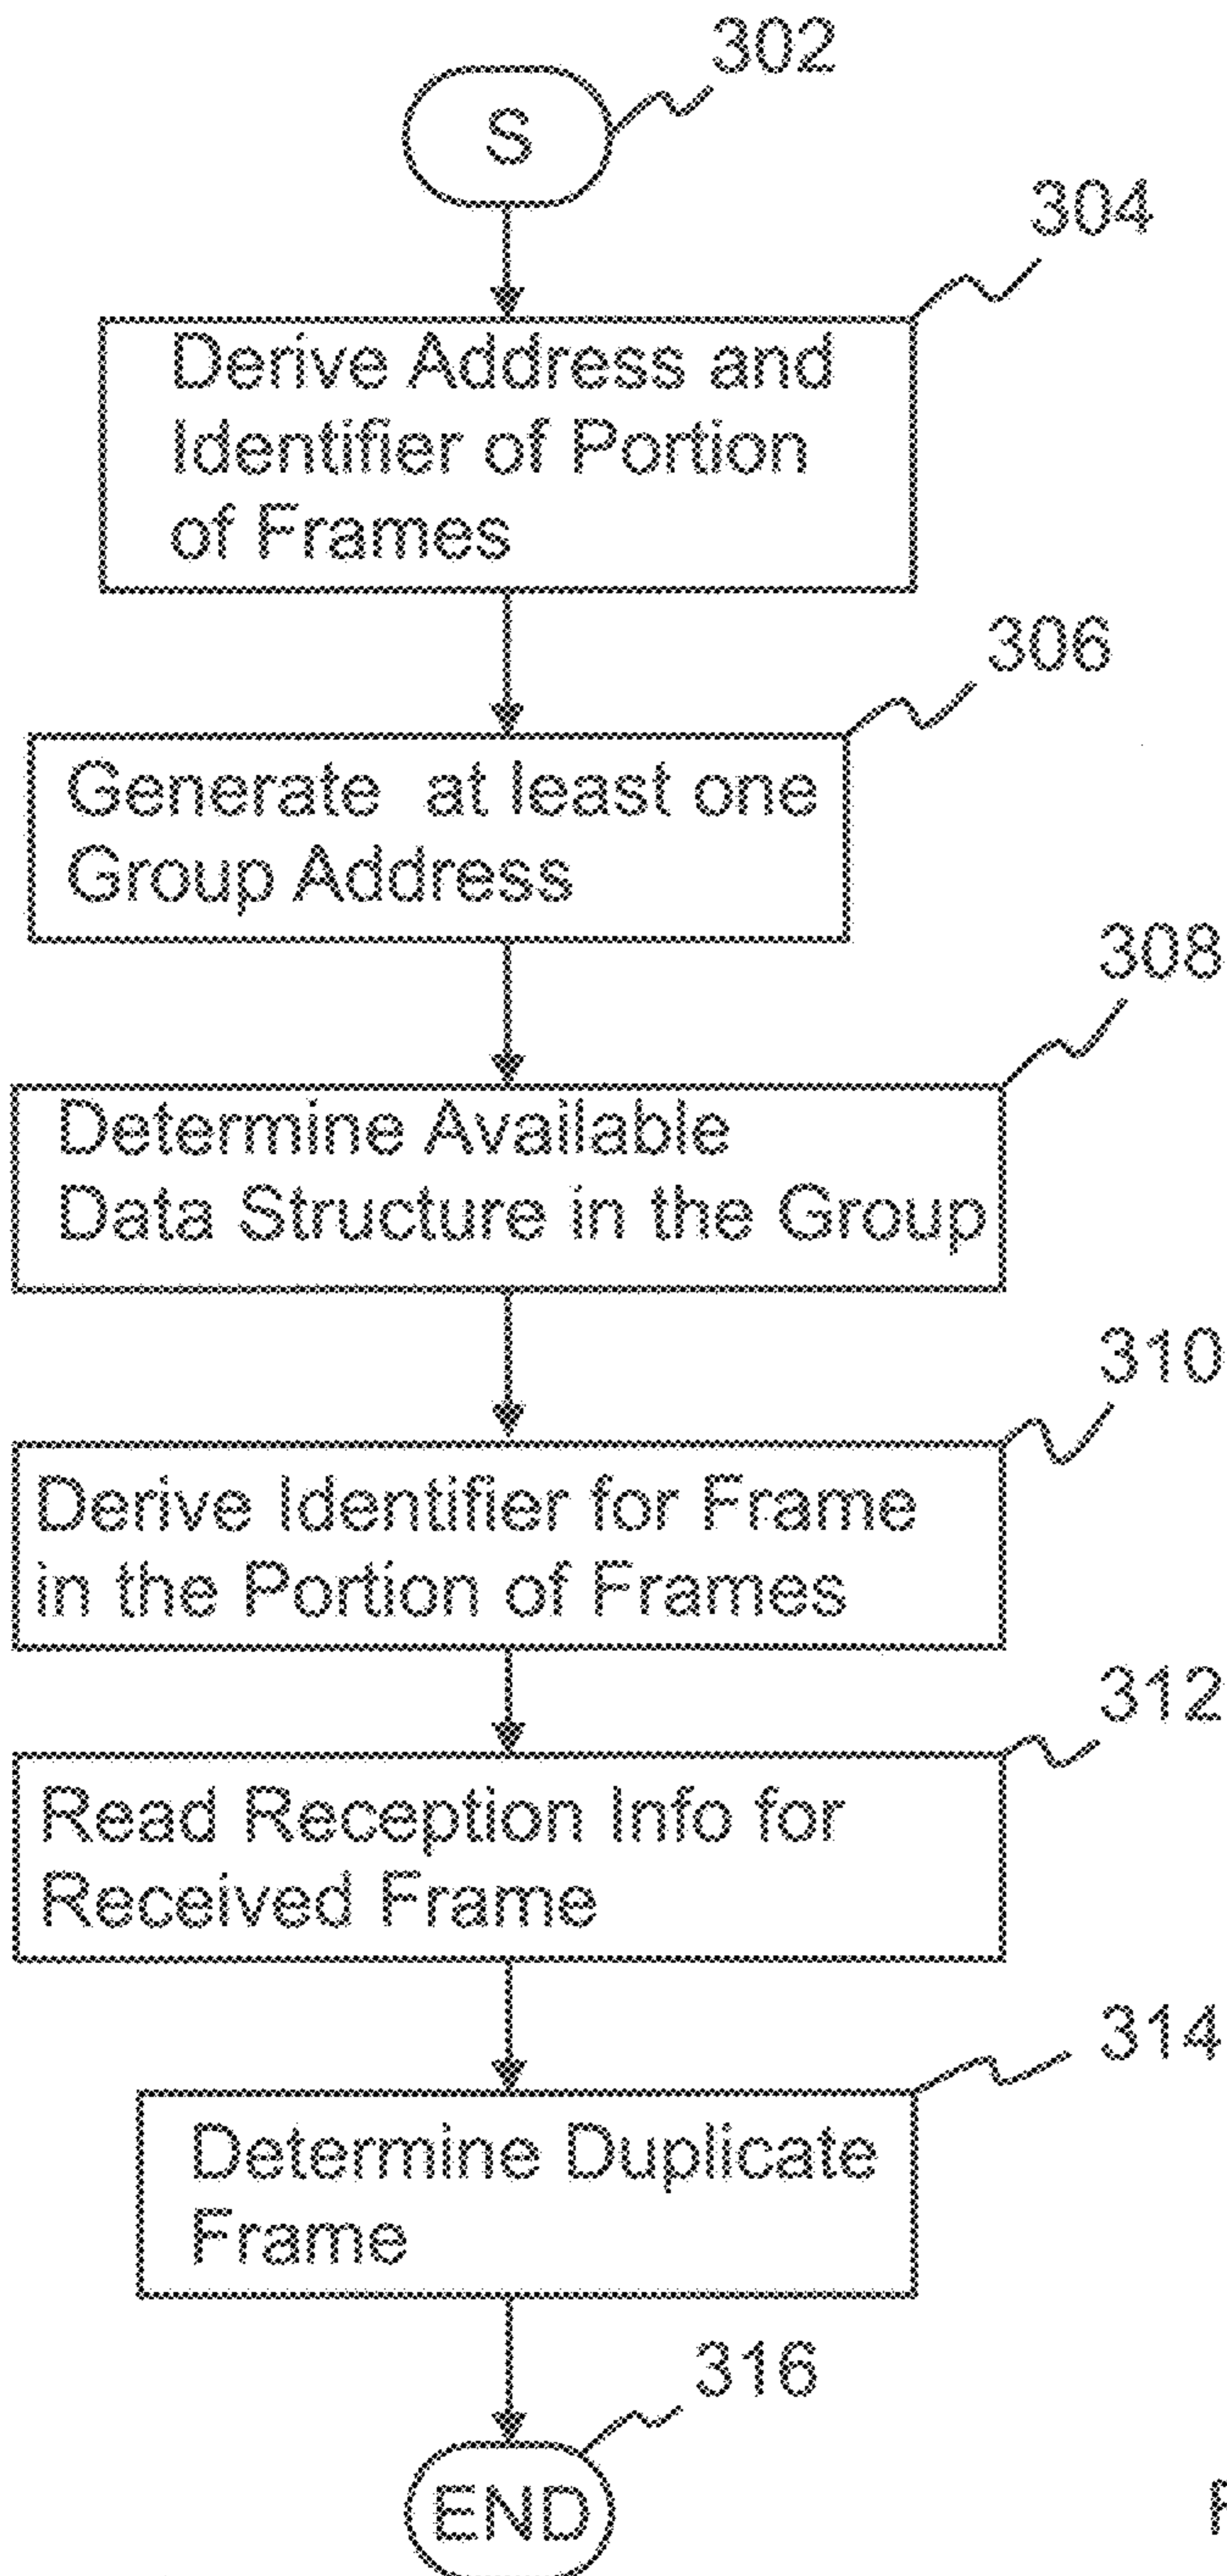 302
S
304
Derive Address and
Identifier of Portion
of Frames
306
Generate at least one
Group Address
308
Determine Available
Data Structure in the Group
310
Derive Identifier for Frame
in the Portion of Frames
312
Read Reception Info for
Received Frame
314
Determine Duplicate
Frame
316
END